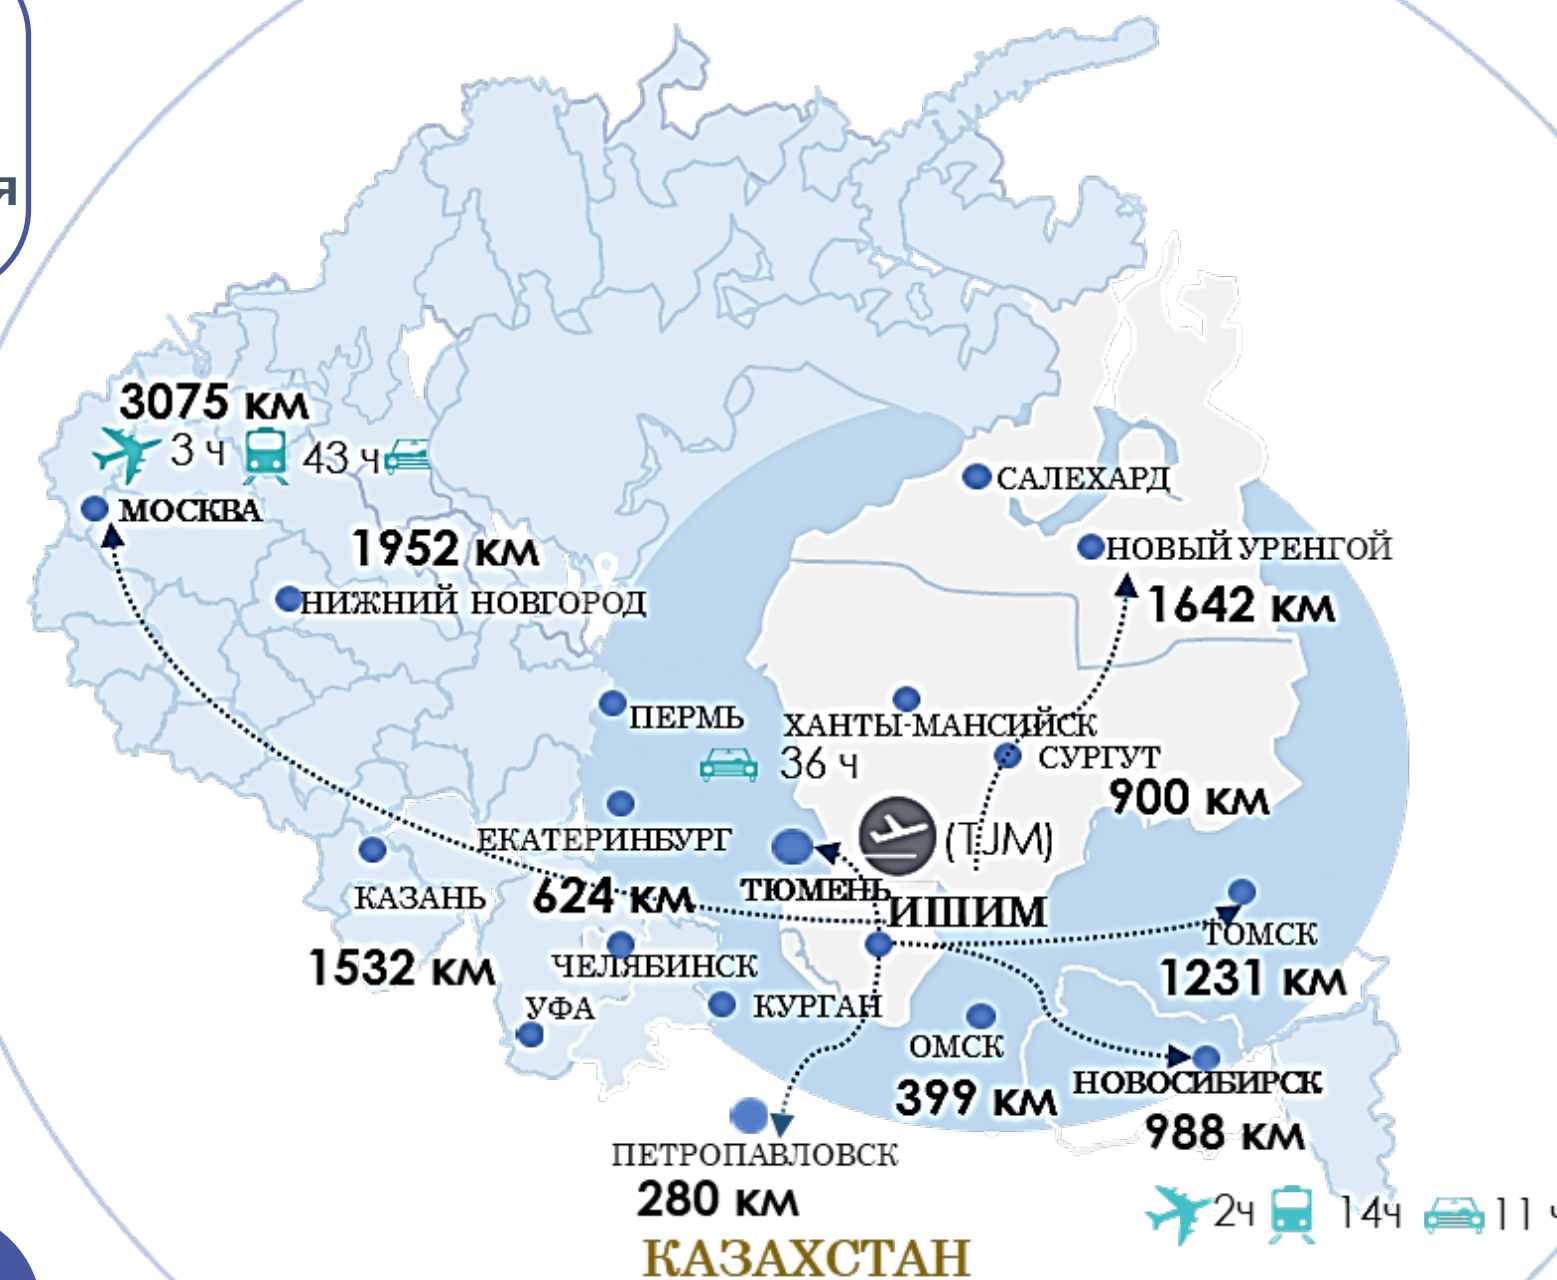 я
3075 км
3 ч 43 ч
МОСКВА
САЛЕХАРД
1952 км
НОВЫЙ УРЕНГОЙ
НИЖНИЙ НОВГОРОД
1642 км
ПЕРМЬ
ХАНТЫ-МАНСИЙСК
36 ч
СУРГУТ
900 км
ЕКАТЕРИНБУРГ
(TJM)
ТЮМЕНЬ
624 км
КАЗАНЬ
ИШИМ
ТОМСК
1532 км
ЧЕЛЯБИНСК
1231 км
УФА
КУРГАН
ОМСК
399 км
НОВОСИБИРСК
988 км
ПЕТРОПАВЛОВСК
280 км
2ч 14ч 11 ч
КАЗАХСТАН